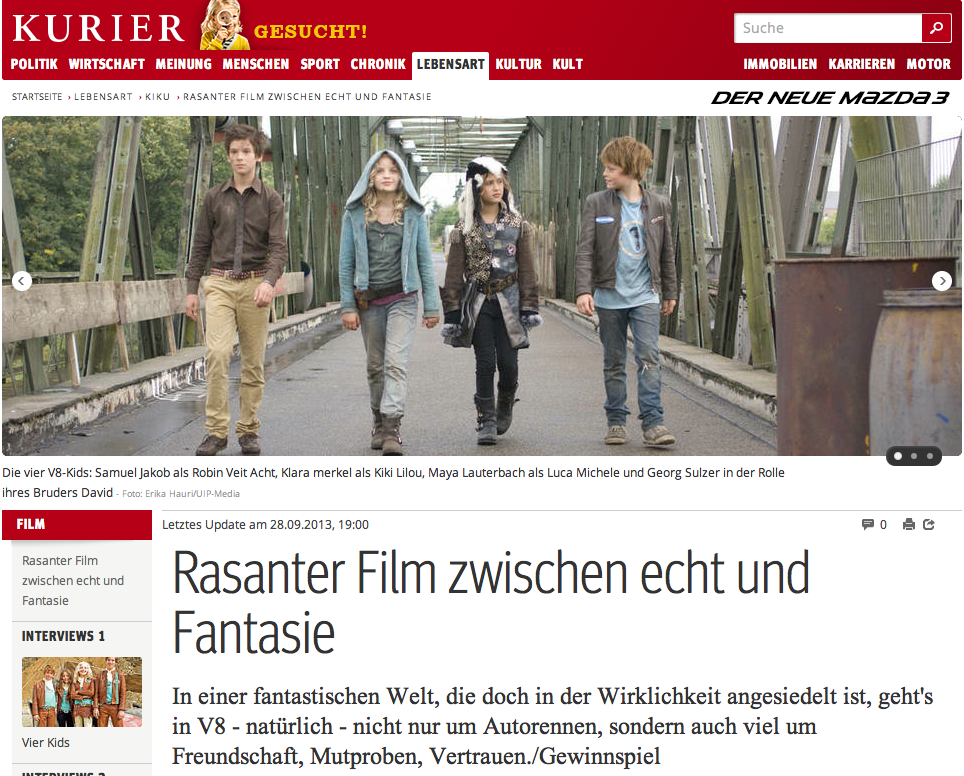 KURIER
GESUCHT!
Suche
POLITIK WIRTSCHAFT MEINUNG MENSCHEN SPORT CHRONIK LEBENSART KULTUR KULT IMMOBILIEN KARRIEREN MOTOR
STARTSEITE › LEBENSART › KIKU › RASANTER FILM ZWISCHEN ECHT UND FANTASIE
DER NEUE MAZDA3
Die vier V8-Kids: Samuel Jakob als Robin Veit Acht, Klara merkel als Kiki Lilou, Maya Lauterbach als Luca Michele und Georg Sulzer in der Rolle
ihres Bruders David - Foto: Erika Hauri/UIP-Media
FILM
Rasanter Film
zwischen echt und
Fantasie
INTERVIEWS 1
Vier Kids
INTERVIEWS 2
Letztes Update am 28.09.2013, 19:00
0
Rasanter Film zwischen echt und
Fantasie
In einer fantastischen Welt, die doch in der Wirklichkeit angesiedelt ist, geht's
in V8 - natürlich - nicht nur um Autorennen, sondern auch viel um
Freundschaft, Mutproben, Vertrauen./Gewinnspiel